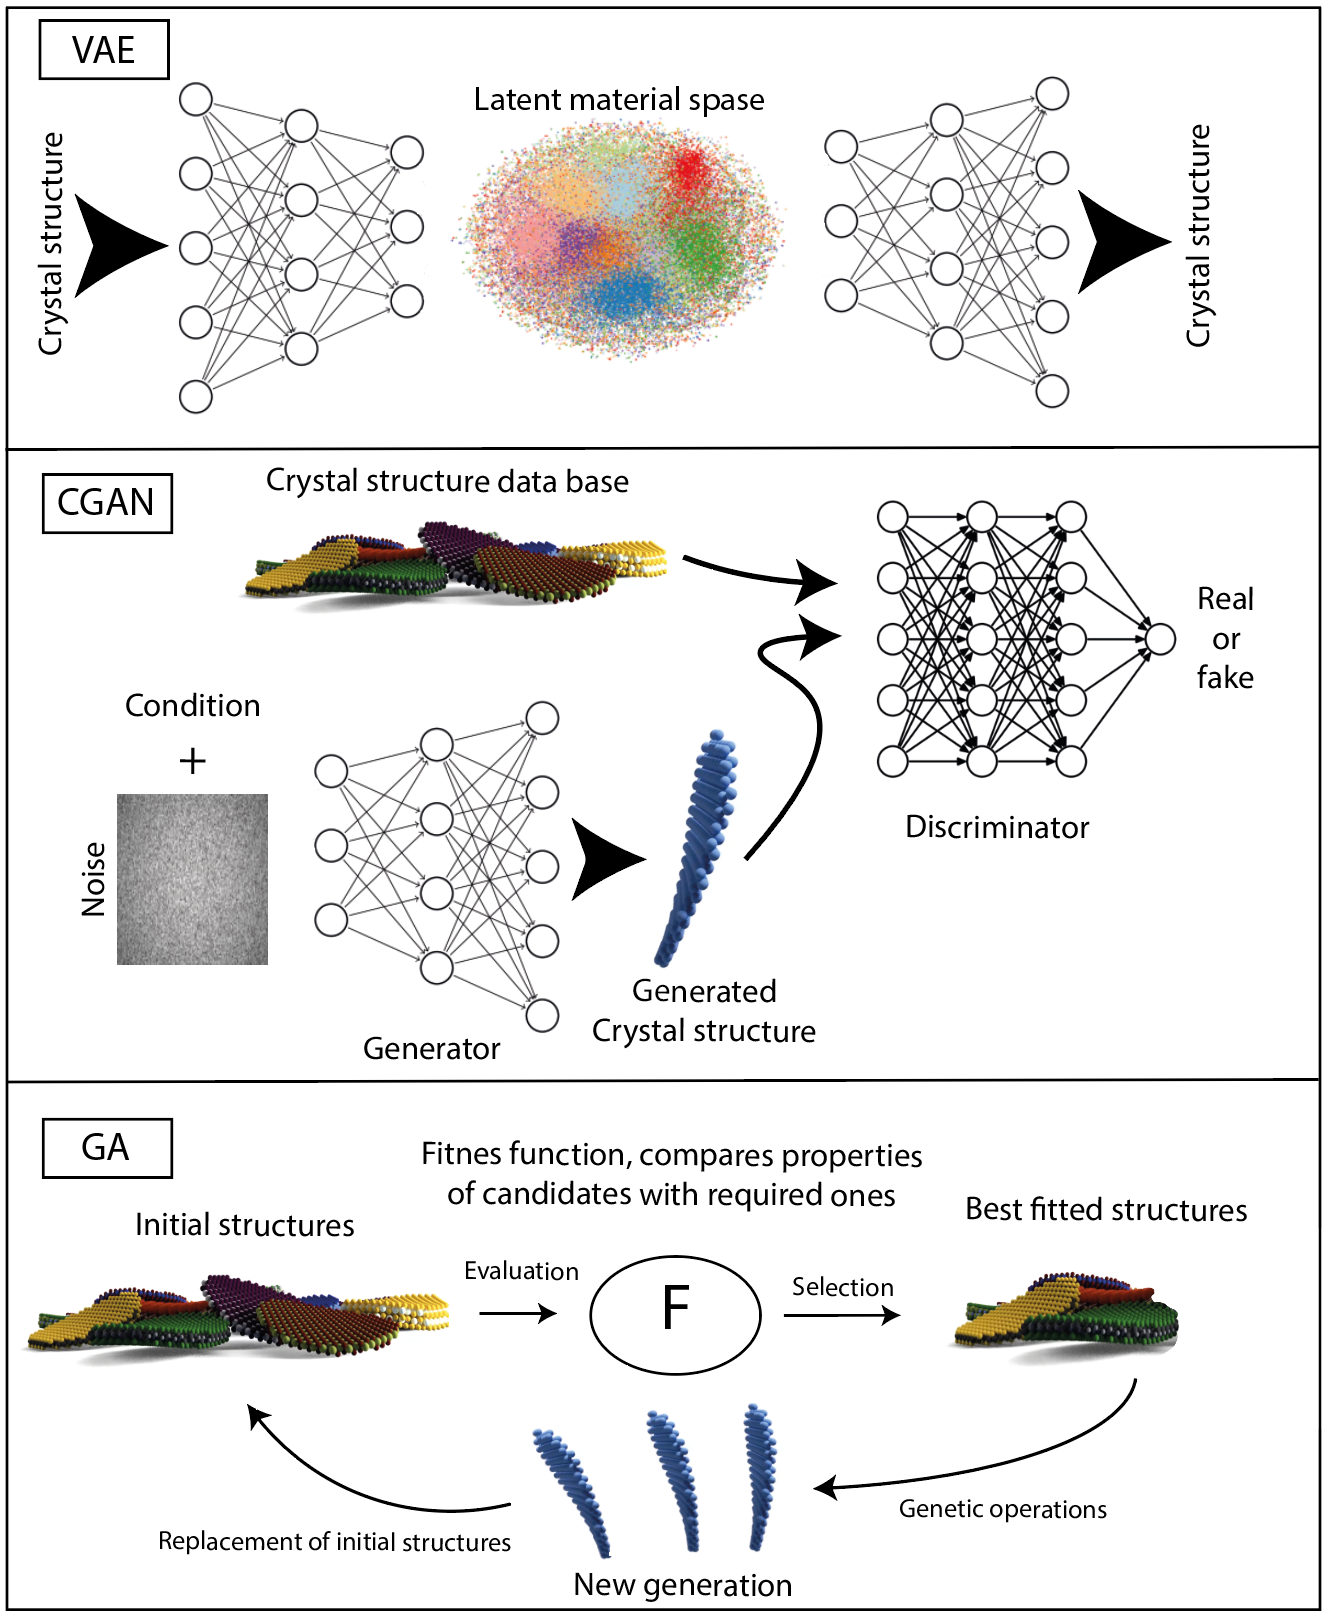 VAE
Latent material spase
Crystal structure
Crystal structure
CGAN
Crystal structure data base
Real
or
fake
Condition
+
Noise
Discriminator
Generated
Crystal structure
Generator
GA
Fitnes function, compares properties
of candidates with required ones
Initial structures
Best fitted structures
Evaluation
F
Selection
Genetic operations
Replacement of initial structures
New generation